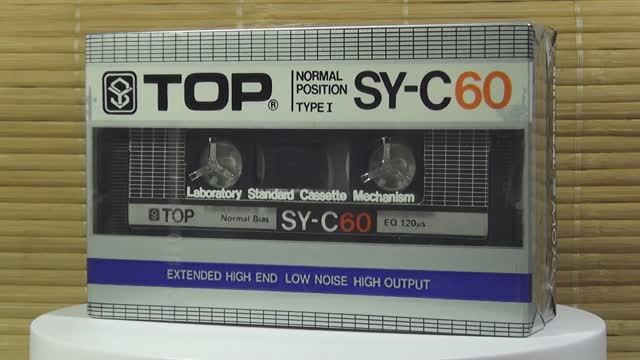 TOP®
NORMAL
POSITION
TYPE I
SY-C60
Laboratory Standard Cassette Mechanism
TOP Normal Bias SY-C60 EQ 120µs
EXTENDED HIGH END LOW NOISE HIGH OUTPUT